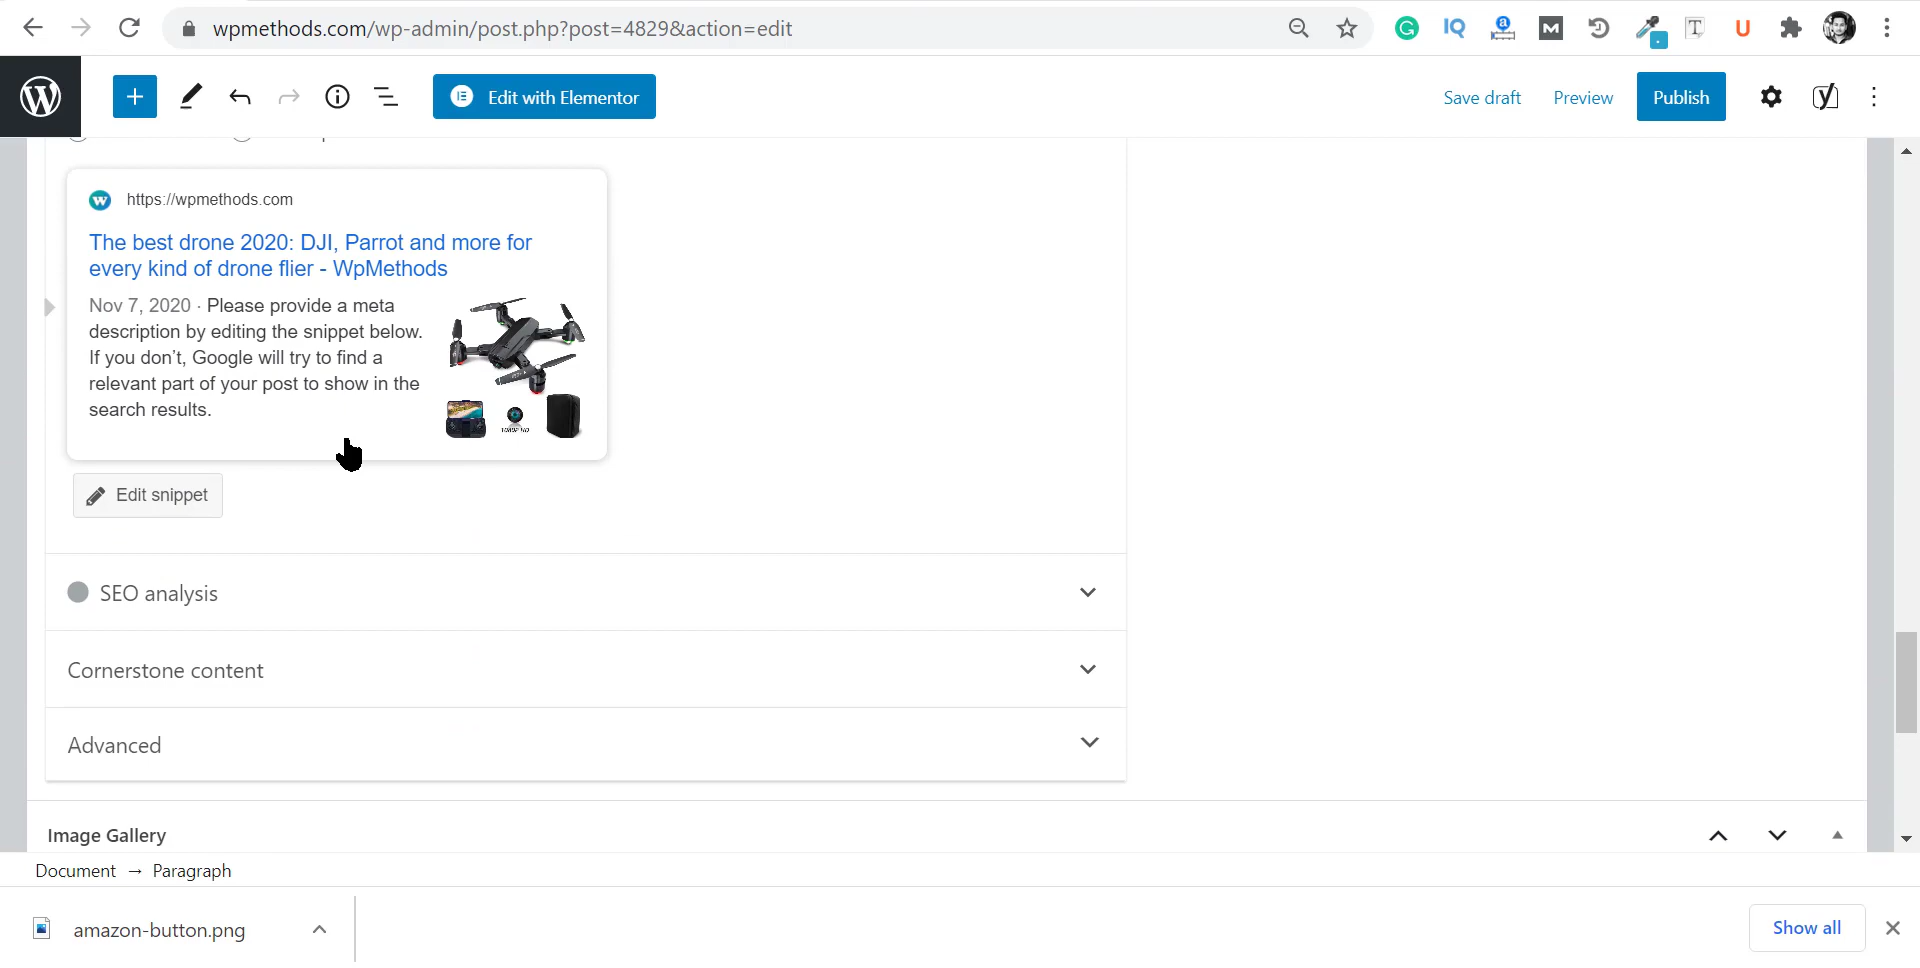 wpmethods.com/wp-admin/post.php?post=4829&action=edit
Edit with Elementor
Save draft
Preview
Publish
https://wpmethods.com
The best drone 2020: DJI, Parrot and more for
every kind of drone flier - WpMethods
Nov 7, 2020 · Please provide a meta
description by editing the snippet below.
If you don’t, Google will try to find a
relevant part of your post to show in the
search results.
1080P HD
Edit snippet
SEO analysis
Cornerstone content
Advanced
Image Gallery
Document → Paragraph
amazon-button.png
Show all